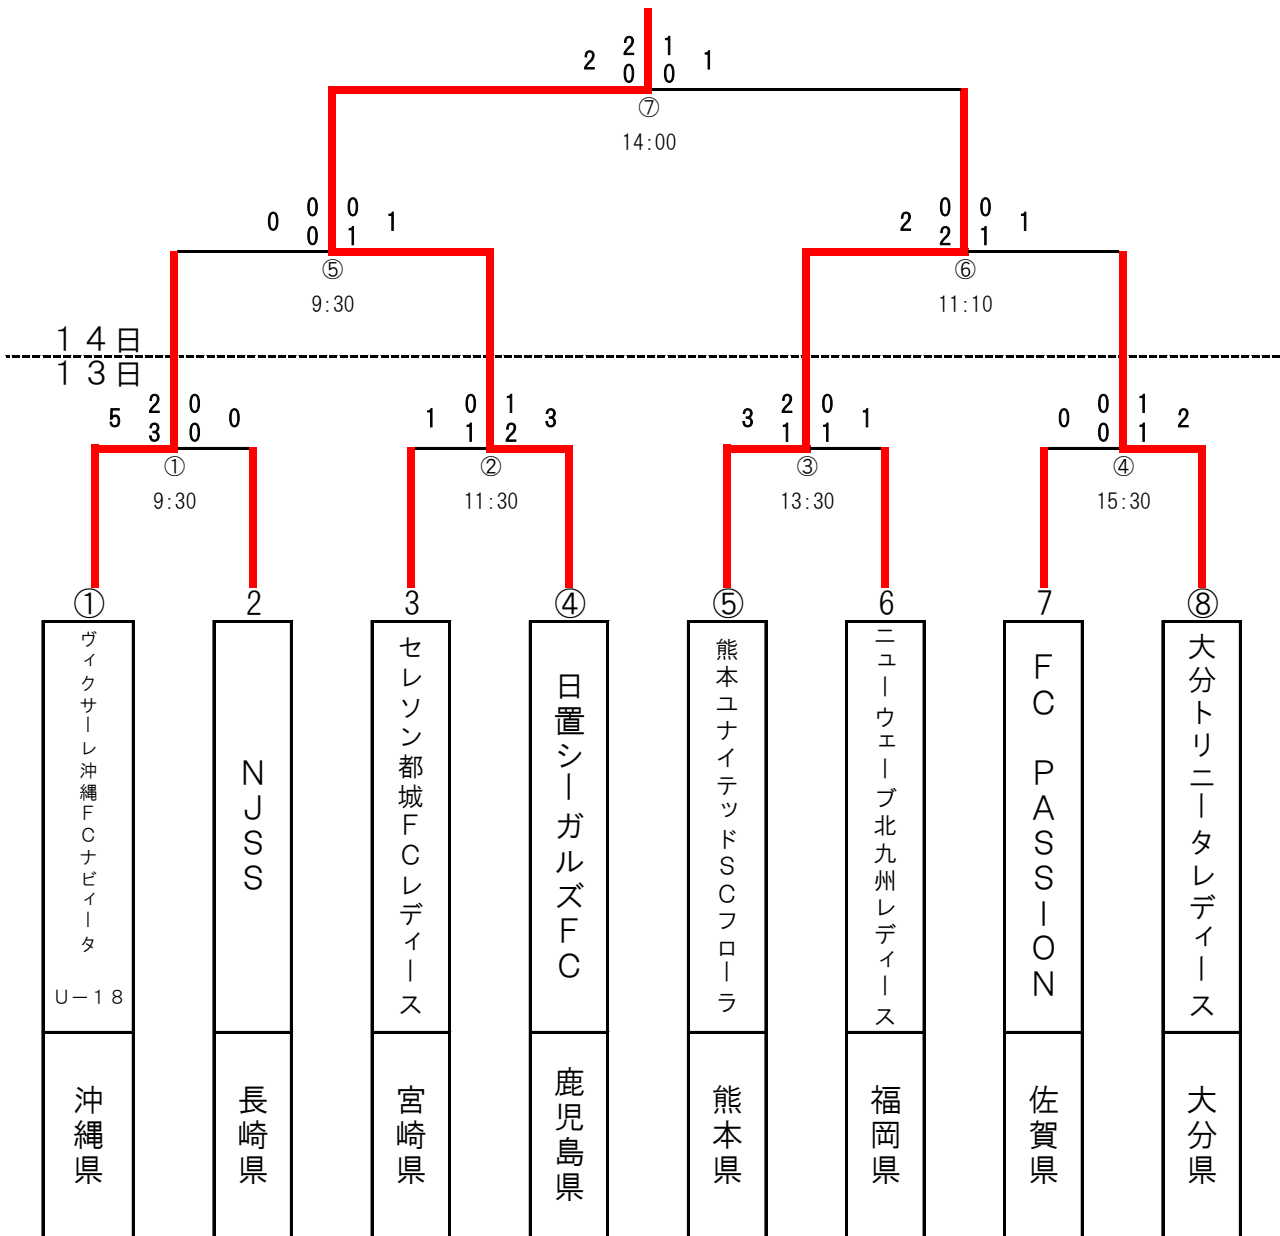 2 2 1 1
0 0
⑦
14:00
0 0 0 1
0 1
⑤
9:30
2 0 0 1
2 1
⑥
11:10
14日
13日
5 2 0 0
3 0
①
9:30
1 0 1 3
1 2
②
11:30
3 2 0 1
1 1
③
13:30
0 0 1 2
0 1
④
15:30
① 2 3 ④ ⑤ 6 7 ⑧
ヴィクサーレ沖縄FCナビィータ
U－18
NJSS
セレソン都城FCレディース
日置シーガルズFC
熊本ユナイテッドSCフローラ
ニューウェーブ北九州レディース
FC PASSION
大分トリニータレディース
沖縄県
長崎県
宮崎県
鹿児島県
熊本県
福岡県
佐賀県
大分県